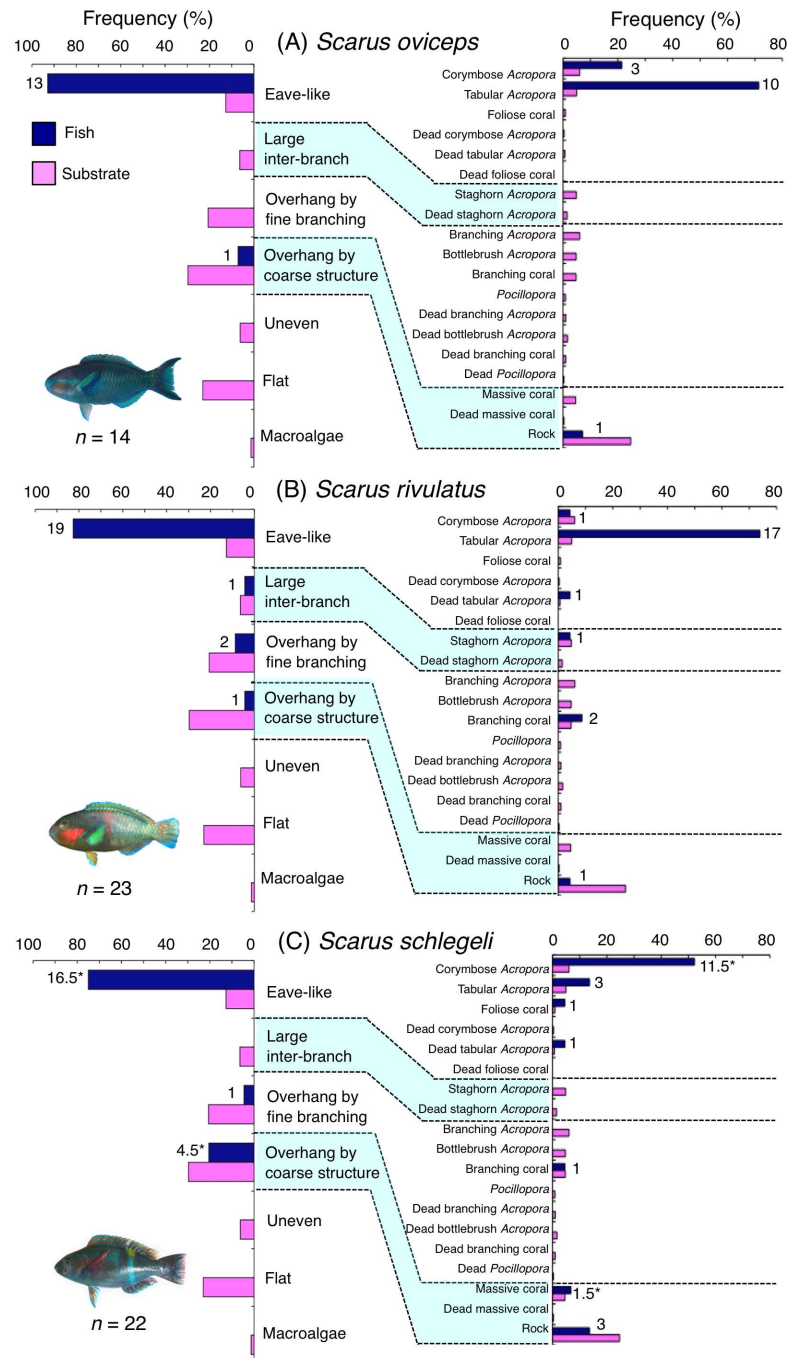 Frequency (%)
Frequency (%)
(A) Scarus oviceps
100 80 60 40 20 0
0 20 40 60 80
13
Fish
Substrate
Eave-like
Large
inter-branch
Overhang by
fine branching
1
Overhang by
coarse structure
Uneven
Flat
Macroalgae
n = 14
Corymbose Acropora 3
Tabular Acropora 10
Foliose coral
Dead corymbose Acropora
Dead tabular Acropora
Dead foliose coral
Staghorn Acropora
Dead staghorn Acropora
Branching Acropora
Bottlebrush Acropora
Branching coral
Pocillopora
Dead branching Acropora
Dead bottlebrush Acropora
Dead branching coral
Dead Pocillopora
Massive coral
Dead massive coral
Rock 1
(B) Scarus rivulatus
100 80 60 40 20 0
0 20 40 60 80
19
Eave-like
1
Large
inter-branch
2
Overhang by
fine branching
1
Overhang by
coarse structure
Uneven
Flat
Macroalgae
n = 23
Corymbose Acropora 1
Tabular Acropora 17
Foliose coral
Dead corymbose Acropora
Dead tabular Acropora 1
Dead foliose coral
Staghorn Acropora 1
Dead staghorn Acropora
Branching Acropora
Bottlebrush Acropora
Branching coral 2
Pocillopora
Dead branching Acropora
Dead bottlebrush Acropora
Dead branching coral
Dead Pocillopora
Massive coral
Dead massive coral
Rock 1
(C) Scarus schlegeli
100 80 60 40 20 0
0 20 40 60 80
16.5*
Eave-like
Large
inter-branch
1
Overhang by
fine branching
4.5*
Overhang by
coarse structure
Uneven
Flat
Macroalgae
n = 22
Corymbose Acropora 11.5*
Tabular Acropora 3
Foliose coral 1
Dead corymbose Acropora
Dead tabular Acropora 1
Dead foliose coral
Staghorn Acropora
Dead staghorn Acropora
Branching Acropora
Bottlebrush Acropora
Branching coral 1
Pocillopora
Dead branching Acropora
Dead bottlebrush Acropora
Dead branching coral
Dead Pocillopora
Massive coral 1.5*
Dead massive coral
Rock 3